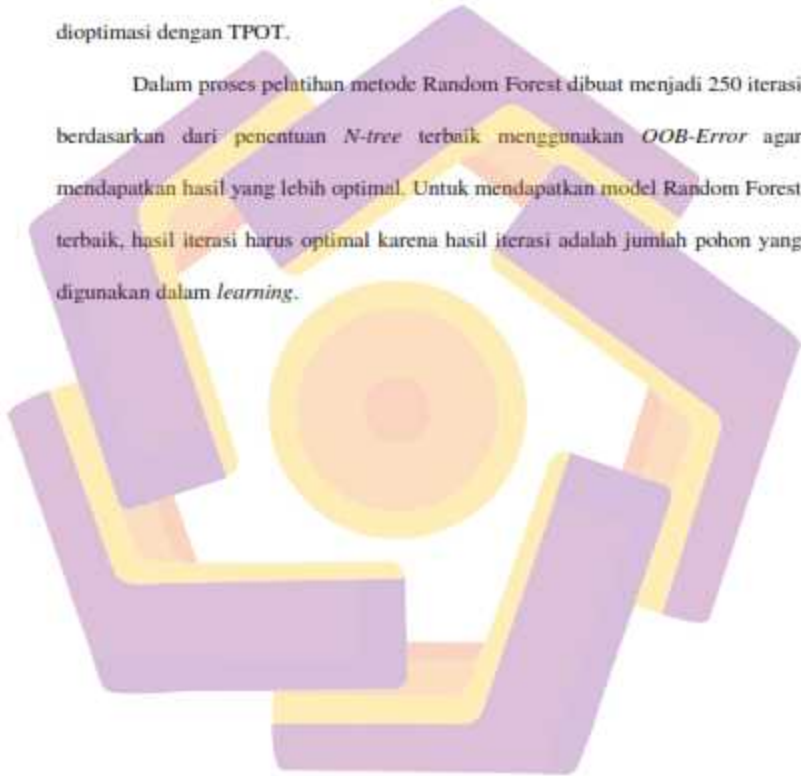 dioptimasi dengan TPOT.
Dalam proses pelatihan metode Random Forest dibuat menjadi 250 iterasi
berdasarkan dari penentuan N-tree terbaik menggunakan OOB-Error agar
mendapatkan hasil yang lebih optimal. Untuk mendapatkan model Random Forest
terbaik, hasil iterasi harus optimal karena hasil iterasi adalah jumlah pohon yang
digunakan dalam learning.